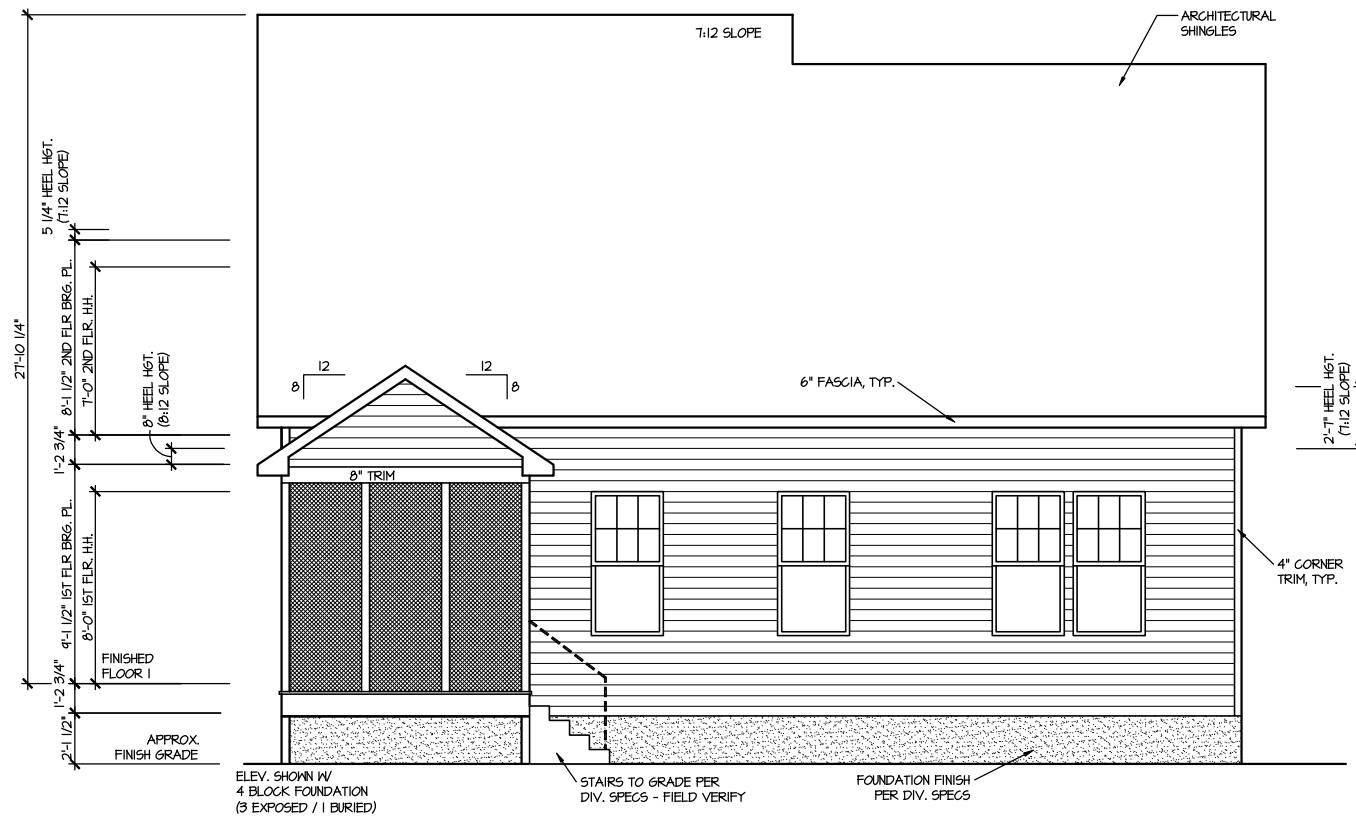 7:12 SLOPE
ARCHITECTURAL
SHINGLES
27'-10 1/4"
5 1/4" HEEL HGT.
(7:12 SLOPE)
8'-1 1/2" 2ND FLR BRG. PL.
7'-0" 2ND FLR. H.H.
8" HEEL HGT.
(8:12 SLOPE)
1'-2 3/4"
9'-1 1/2" 1ST FLR BRG. PL.
8'-0" 1ST FLR. H.H.
1'-2 3/4"
2'-1 1/2"
12
8
12
8
6" FASCIA, TYP.
2'-7" HEEL HGT.
(7:12 SLOPE)
8" TRIM
4" CORNER
TRIM, TYP.
FINISHED
FLOOR 1
APPROX.
FINISH GRADE
ELEV. SHOWN W/
4 BLOCK FOUNDATION
(3 EXPOSED / 1 BURIED)
STAIRS TO GRADE PER
DIV. SPECS - FIELD VERIFY
FOUNDATION FINISH
PER DIV. SPECS